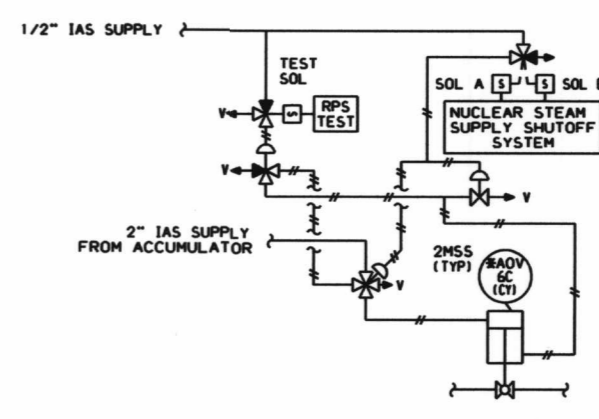 1/2" IAS SUPPLY
TEST
SOL
SOL A
S
S
SOL
V
S
RPS
TEST
NUCLEAR STEAM
SUPPLY SHUTOFF
SYSTEM
V
V
2" IAS SUPPLY
FROM ACCUMULATOR
2MSS
(TYP)
*AOV
6C
(CY)
V